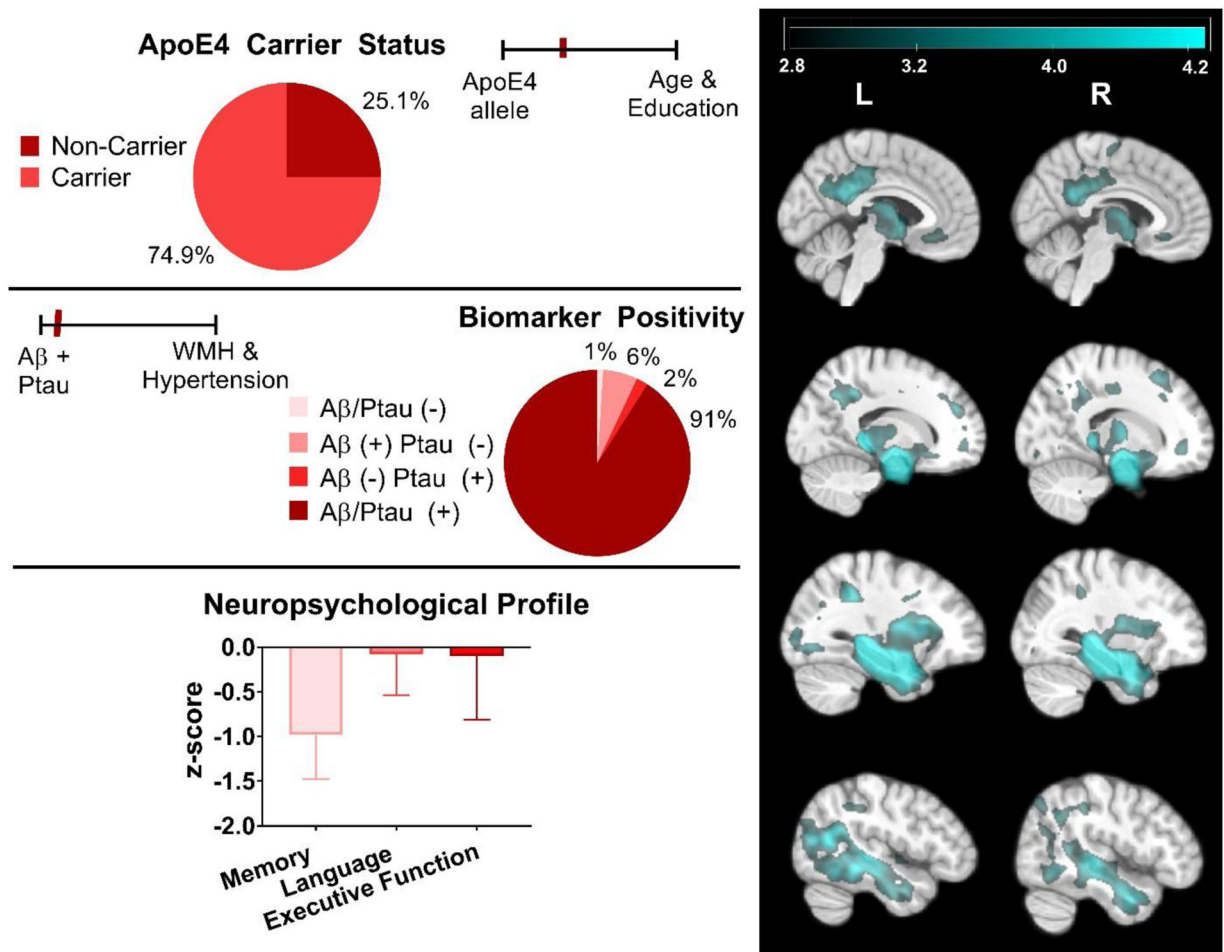 ApoE4 Carrier Status
25.1%
Non-Carrier
Carrier
74.9%
ApoE4
allele
Age &
Education
Aβ +
Ptau
WMH &
Hypertension
Biomarker Positivity
1%
6%
2%
91%
Aβ/Ptau (-)
Aβ (+) Ptau (-)
Aβ (-) Ptau (+)
Aβ/Ptau (+)
Neuropsychological Profile
z-score
0.0
-0.5
-1.0
-1.5
-2.0
Memory
Language
Executive Function
2.8
3.2
4.0
4.2
L
R